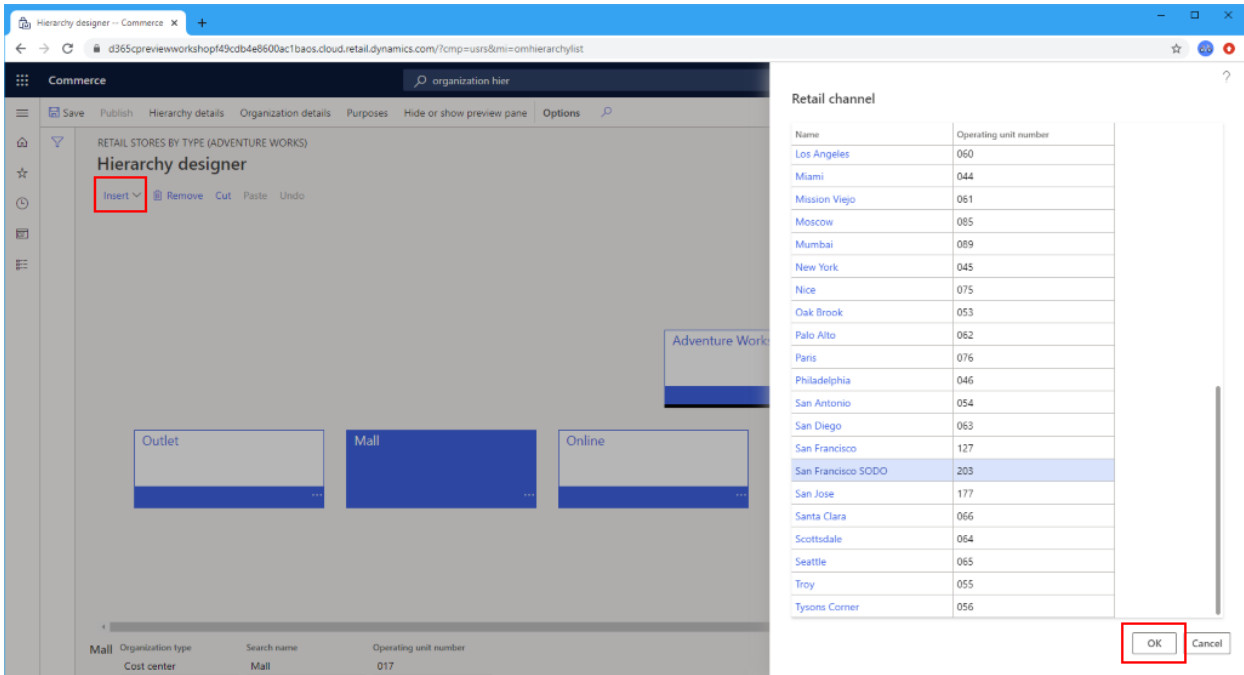 Hierarchy designer -- Commerce
d365cpreviewworkshopf49cdb4e8600ac1baos.cloud.retail.dynamics.com/?cmp=usrs&mi=omhierarchylist
Commerce
organization hier
?
Save Publish Hierarchy details Organization details Purposes Hide or show preview pane Options
RETAIL STORES BY TYPE (ADVENTURE WORKS)
Hierarchy designer
Insert Remove Cut Paste Undo
Adventure Works
Outlet Mall Online
Mall
Organization type Search name Operating unit number
Cost center Mall 017
Retail channel
Name Operating unit number
Los Angeles 060
Miami 044
Mission Viejo 061
Moscow 085
Mumbai 089
New York 045
Nice 075
Oak Brook 053
Palo Alto 062
Paris 076
Philadelphia 046
San Antonio 054
San Diego 063
San Francisco 127
San Francisco SODO 203
San Jose 177
Santa Clara 066
Scottsdale 064
Seattle 065
Troy 055
Tysons Corner 056
OK Cancel